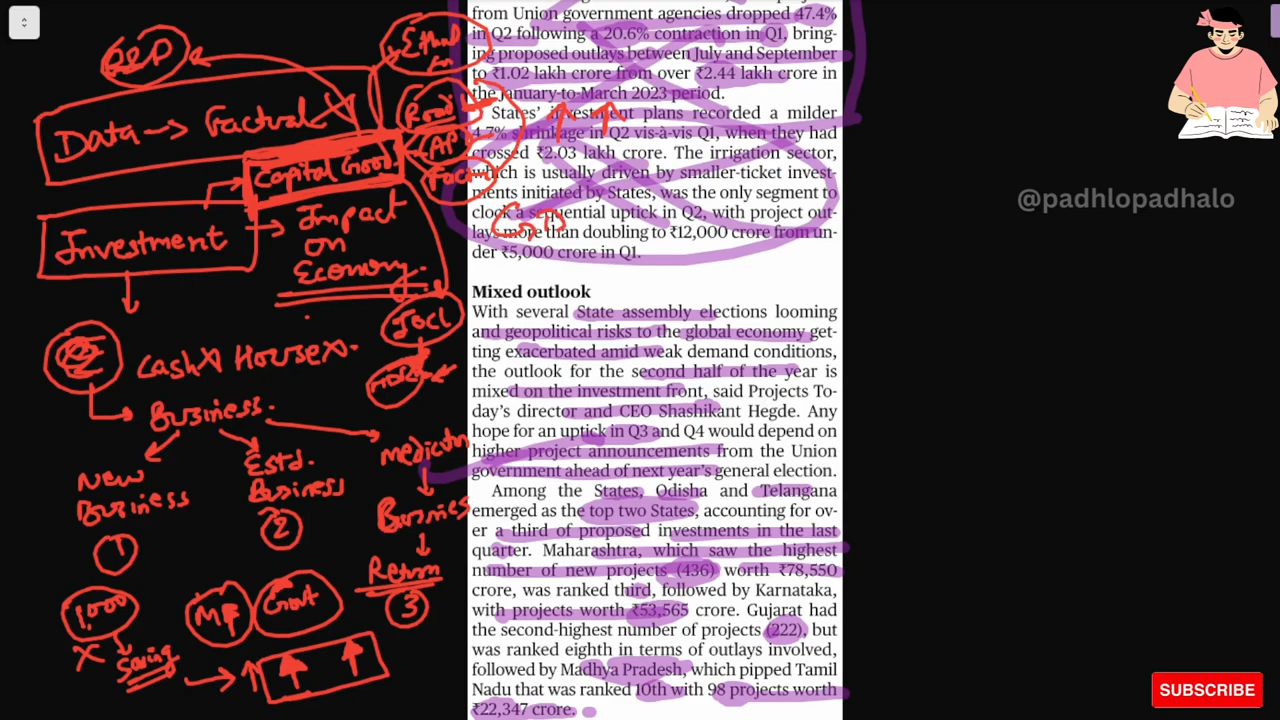 from Union government agencies dropped 47.4%
in Q2 following a 20.6% contraction in Q1, bring-
ing proposed outlays between July and September
to ₹1.02 lakh crore from over ₹2.44 lakh crore in
the January-to-March 2023 period.
States' investment plans recorded a milder
4.7% shrinkage in Q2 vis-à-vis Q1, when they had
crossed ₹2.03 lakh crore. The irrigation sector,
which is usually driven by smaller-ticket invest-
ments initiated by States, was the only segment to
clock a sequential uptick in Q2, with project out-
lays more than doubling to ₹12,000 crore from un-
der ₹5,000 crore in Q1.
Mixed outlook
With several State assembly elections looming
and geopolitical risks to the global economy get-
ting exacerbated amid weak demand conditions,
the outlook for the second half of the year is
mixed on the investment front, said Projects To-
day's director and CEO Shashikant Hegde. Any
hope for an uptick in Q3 and Q4 would depend on
higher project announcements from the Union
government ahead of next year's general election.
Among the States, Odisha and Telangana
emerged as the top two States, accounting for ov-
er a third of proposed investments in the last
quarter. Maharashtra, which saw the highest
number of new projects (436) worth ₹78,550
crore, was ranked third, followed by Karnataka,
with projects worth ₹53,565 crore. Gujarat had
the second-highest number of projects (222), but
was ranked eighth in terms of outlays involved,
followed by Madhya Pradesh, which pipped Tamil
Nadu that was ranked 10th with 98 projects worth
₹22,347 crore.
Data → Factual
Capital Good
Investment
→ Impact
on
Economy.
Road
IOCL
Cash x House x.
Business.
New
Business
1
Estd.
Business
2
Business
Return
3
1,000
Saving
MF
Govt
@padhlopadhalo
SUBSCRIBE